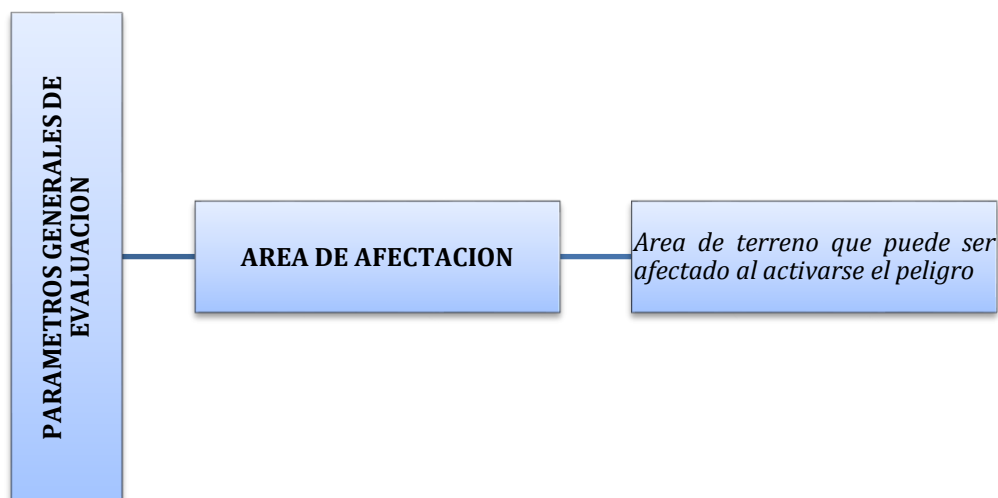 PARAMETROS GENERALES DE
EVALUACION
AREA DE AFECTACION
Area de terreno que puede ser
afectado al activarse el peligro